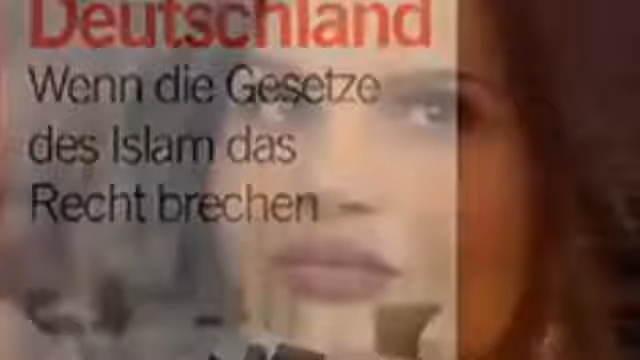 Deutschland
Wenn die Gesetze
des Islam das
Recht brechen